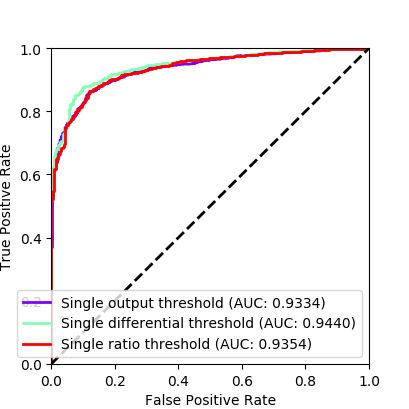 1.0
0.8
0.6
0.4
0.2
0.0
True Positive Rate
Single output threshold (AUC: 0.9334)
Single differential threshold (AUC: 0.9440)
Single ratio threshold (AUC: 0.9354)
0.0 0.2 0.4 0.6 0.8 1.0
False Positive Rate